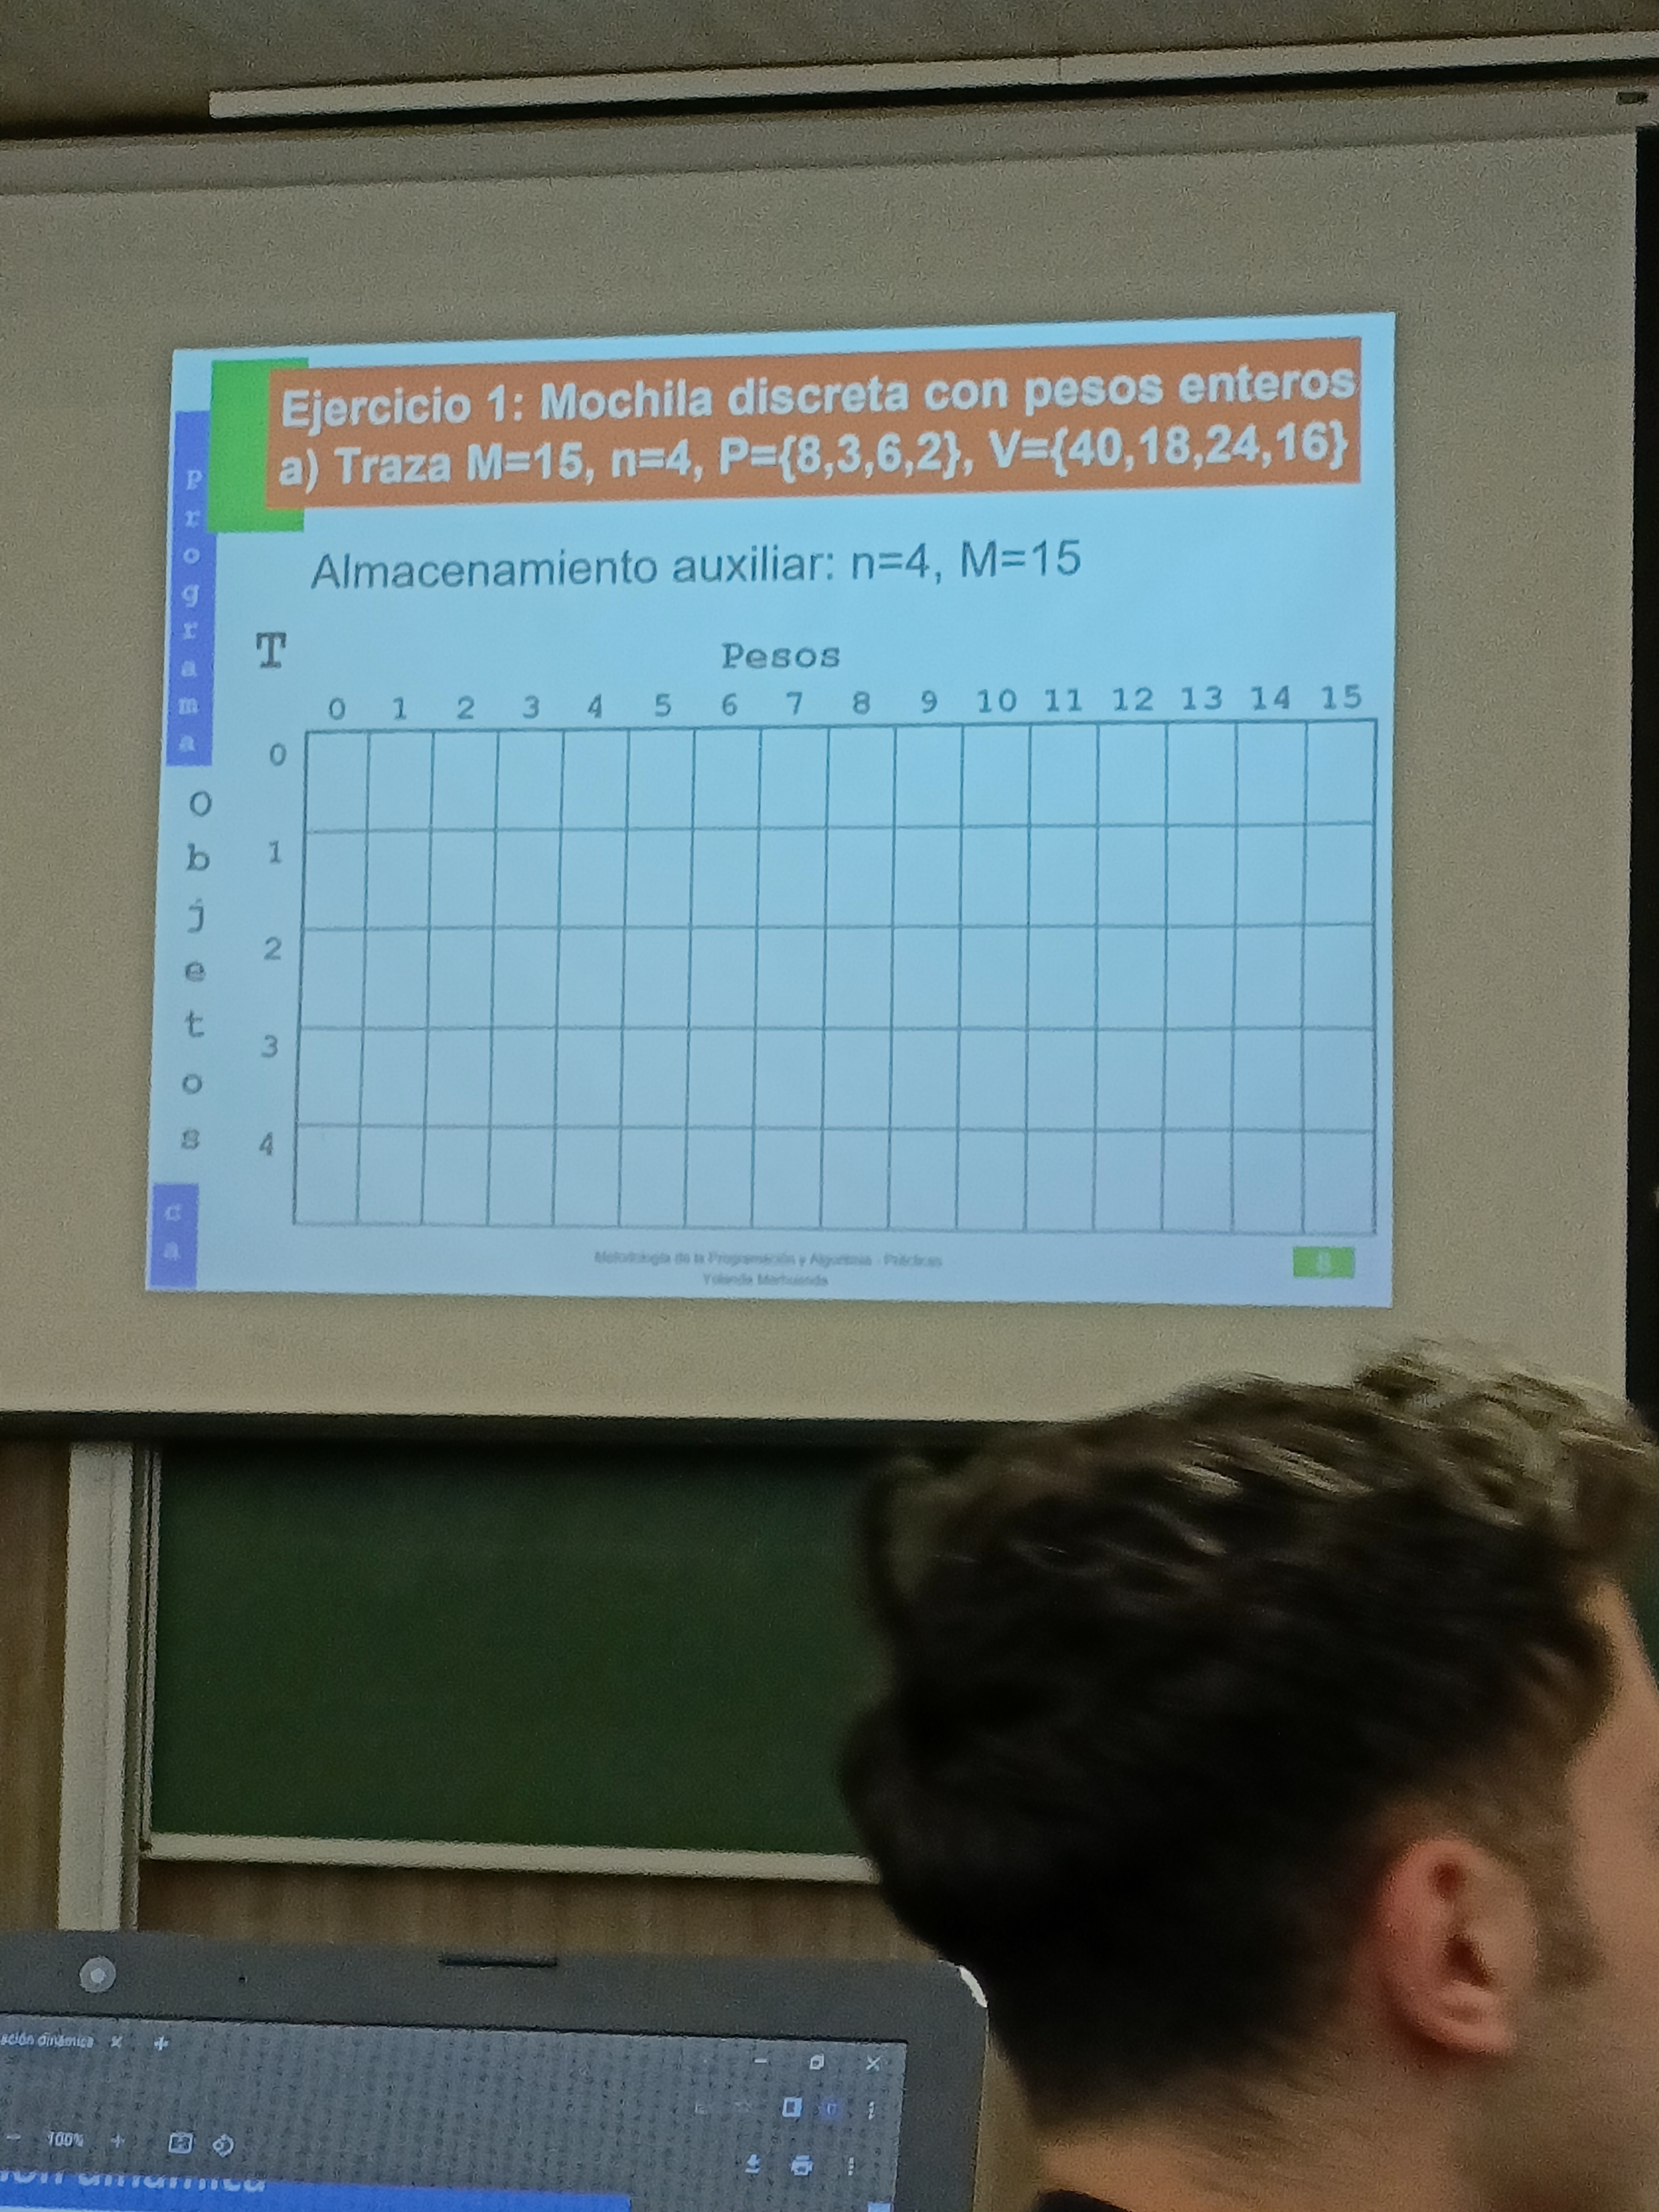 Ejercicio 1: Mochila discreta con pesos enteros
a) Traza M=15, n=4, P={8,3,6,2}, V={40,18,24,16}
Almacenamiento auxiliar: n=4, M=15
T
Pesos
0 1 2 3 4 5 6 7 8 9 10 11 12 13 14 15
0
1
2
3
4
Programa
Objetos
ca
Metodología de la Programación y Algoritmia - Prácticas
Yolanda
8
ación dinámica
100%
ión dinámica